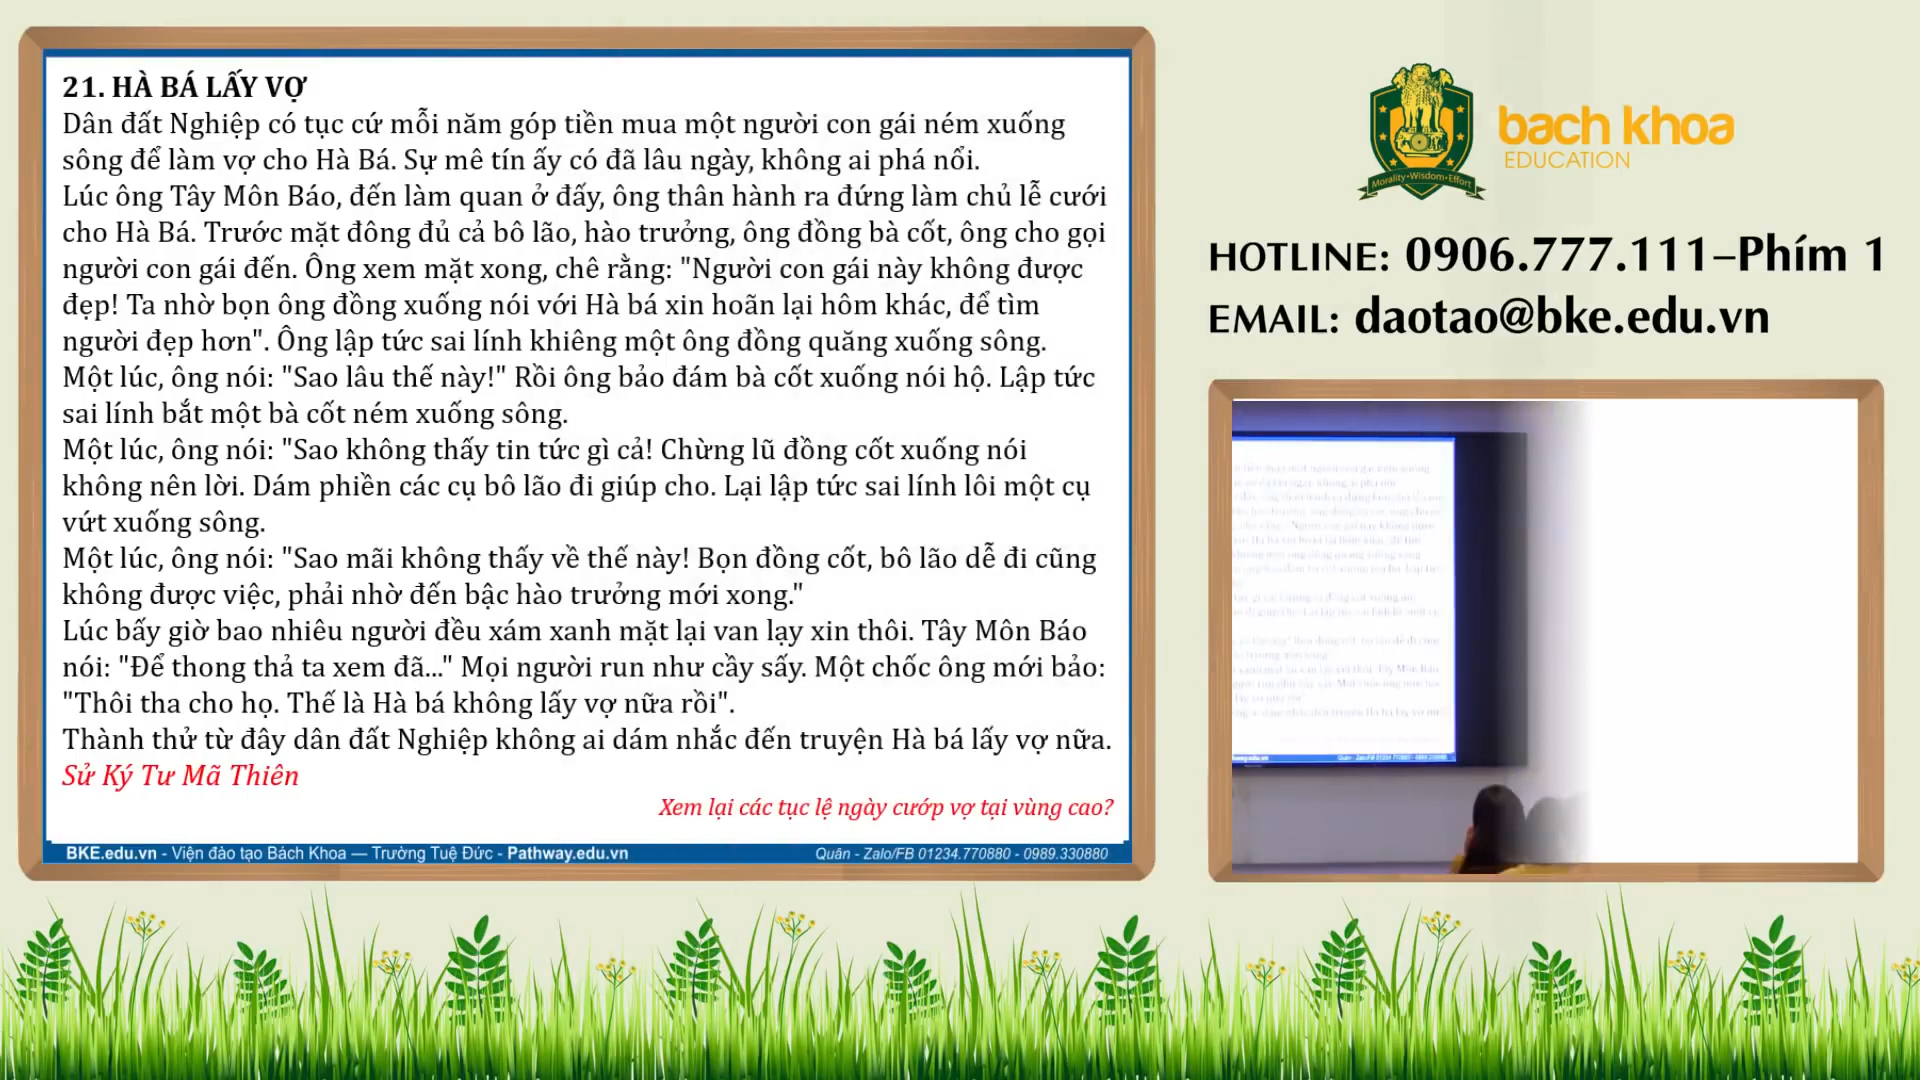 21. HÀ BÁ LẤY VỢ
Dân đất Nghiệp có tục cứ mỗi năm góp tiền mua một người con gái ném xuống
sông để làm vợ cho Hà Bá. Sự mê tín ấy có đã lâu ngày, không ai phá nổi.
Lúc ông Tây Môn Báo, đến làm quan ở đấy, ông thân hành ra đứng làm chủ lễ cưới
cho Hà Bá. Trước mặt đông đủ cả bô lão, hào trưởng, ông đồng bà cốt, ông cho gọi
người con gái đến. Ông xem mặt xong, chê rằng: "Người con gái này không được
đẹp! Ta nhờ bọn ông đồng xuống nói với Hà bá xin hoãn lại hôm khác, để tìm
người đẹp hơn". Ông lập tức sai lính khiêng một ông đồng quăng xuống sông.
Một lúc, ông nói: "Sao lâu thế này!" Rồi ông bảo đám bà cốt xuống nói hộ. Lập tức
sai lính bắt một bà cốt ném xuống sông.
Một lúc, ông nói: "Sao không thấy tin tức gì cả! Chừng lũ đồng cốt xuống nói
không nên lời. Dám phiền các cụ bô lão đi giúp cho. Lại lập tức sai lính lôi một cụ
vứt xuống sông.
Một lúc, ông nói: "Sao mãi không thấy về thế này! Bọn đồng cốt, bô lão dễ đi cũng
không được việc, phải nhờ đến bậc hào trưởng mới xong."
Lúc bấy giờ bao nhiêu người đều xám xanh mặt lại van lạy xin thôi. Tây Môn Báo
nói: "Để thong thả ta xem đã..." Mọi người run như cầy sấy. Một chốc ông mới bảo:
"Thôi tha cho họ. Thế là Hà bá không lấy vợ nữa rồi".
Thành thử từ đây dân đất Nghiệp không ai dám nhắc đến truyện Hà bá lấy vợ nữa.
Sử Ký Tư Mã Thiên
Xem lại các tục lệ ngày cướp vợ tại vùng cao?
BKE.edu.vn - Viện đào tạo Bách Khoa — Trường Tuệ Đức - Pathway.edu.vn
Quân - Zalo/FB 01234.770880 - 0989.330880
Morality•Wisdom•Effort
bach khoa
EDUCATION
HOTLINE: 0906.777.111–Phím 1
EMAIL: daotao@bke.edu.vn